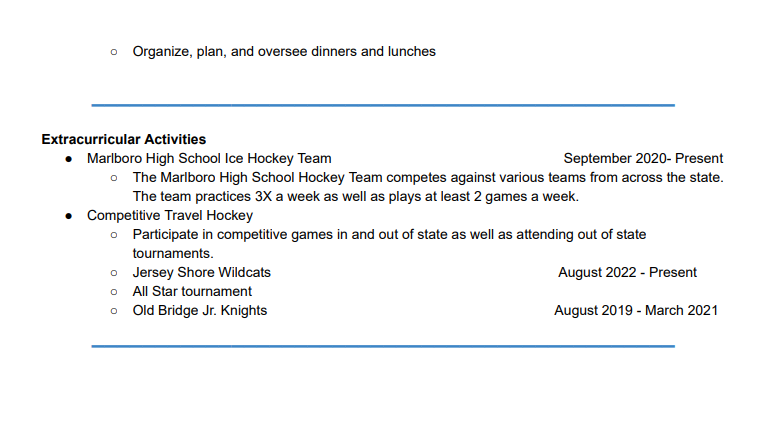 ○ Organize, plan, and oversee dinners and lunches
Extracurricular Activities
● Marlboro High School Ice Hockey Team September 2020- Present
○ The Marlboro High School Hockey Team competes against various teams from across the state.
The team practices 3X a week as well as plays at least 2 games a week.
● Competitive Travel Hockey
○ Participate in competitive games in and out of state as well as attending out of state
tournaments.
○ Jersey Shore Wildcats August 2022 - Present
○ All Star tournament
○ Old Bridge Jr. Knights August 2019 - March 2021